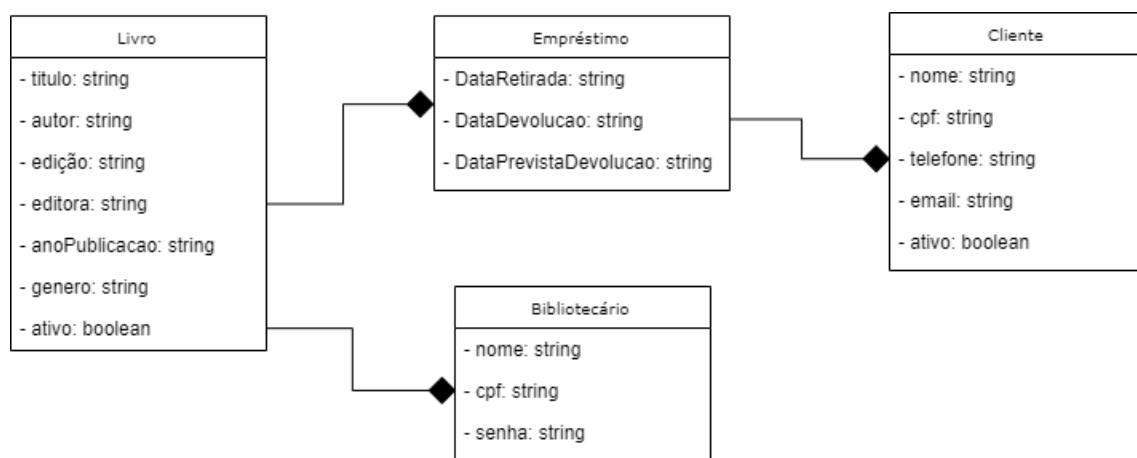 Livro
- titulo: string
- autor: string
- edição: string
- editora: string
- anoPublicacao: string
- genero: string
- ativo: boolean
Empréstimo
- DataRetirada: string
- DataDevolucao: string
- DataPrevistaDevolucao: string
Cliente
- nome: string
- cpf: string
- telefone: string
- email: string
- ativo: boolean
Bibliotecário
- nome: string
- cpf: string
- senha: string